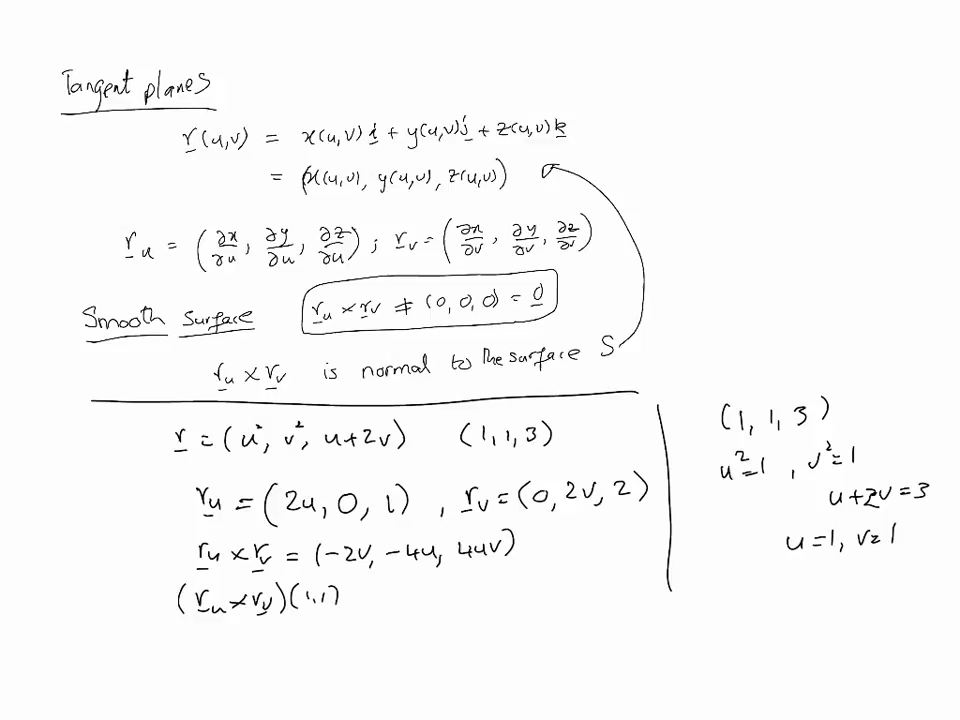 Tangent planes
r(u,v) = x(u,v) i + y(u,v) j + z(u,v) k
= (x(u,v), y(u,v), z(u,v))
r_u = (∂x/∂u, ∂y/∂u, ∂z/∂u) ; r_v = (∂x/∂v, ∂y/∂v, ∂z/∂v)
Smooth surface
r_u × r_v ≠ (0, 0, 0) = 0
r_u × r_v is normal to the surface S
r = (u², v², u+2v) (1, 1, 3)
r_u = (2u, 0, 1) , r_v = (0, 2v, 2)
r_u × r_v = (-2v, -4u, 4uv)
(r_u × r_v)(1,1)
(1, 1, 3)
u²=1 , v²=1
u+2v=3
u=1, v=1